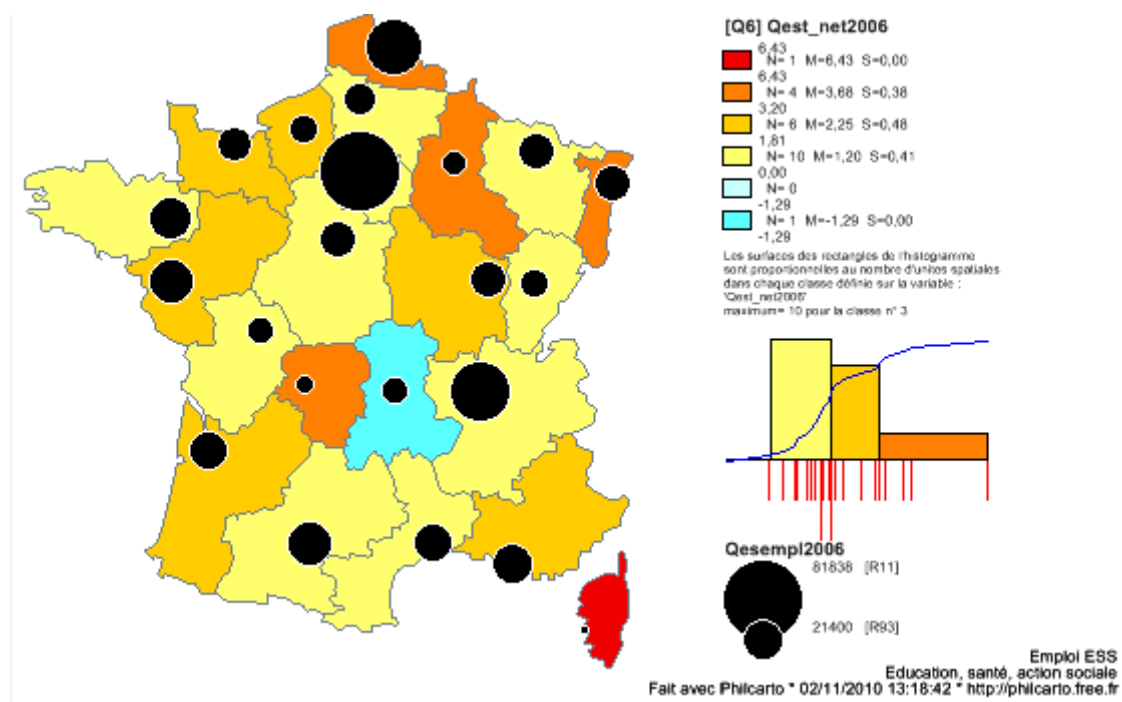 [Q6] Qest_net2006
6,43
N= 1 M=6,43 S=0,00
6,43
N= 4 M=3,68 S=0,38
3,20
N= 6 M=2,25 S=0,48
1,81
N= 10 M=1,20 S=0,41
0,00
N= 0
-1,29
N= 1 M=-1,29 S=0,00
-1,29
Les surfaces des rectangles de l'histogramme
sont proportionnelles au nombre d'unites spatiales
dans chaque classe définie sur la variable :
'Qest_net2006'
maximum= 10 pour la classe n° 3
Qesempl2006
81838 [R11]
21400 [R93]
Emploi ESS
Education, santé, action sociale
Fait avec Philcarto * 02/11/2010 13:18:42 * http://philcarto.free.fr